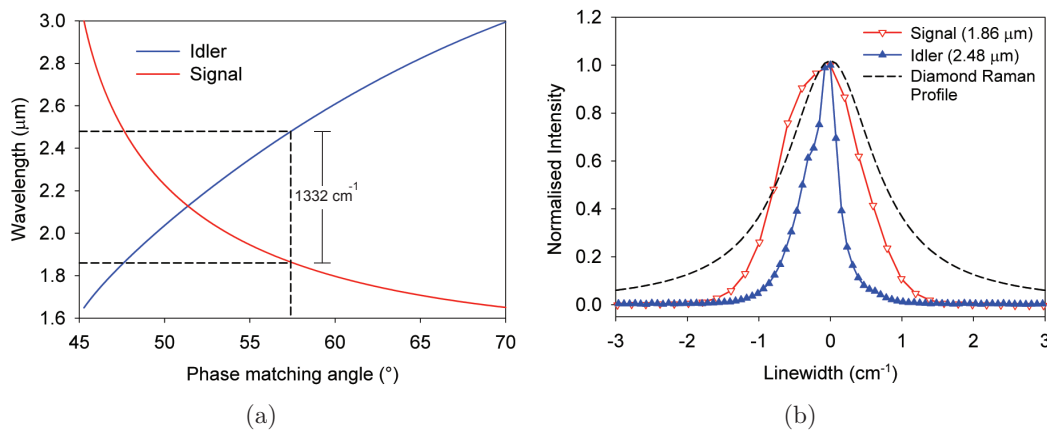 3.0
2.8
2.6
2.4
2.2
2.0
1.8
1.6
Wavelength (μm)
Idler
Signal
1332 cm⁻¹
45 50 55 60 65 70
Phase matching angle (°)
(a)
Signal (1.86 μm)
Idler (2.48 μm)
Diamond Raman
Profile
1.2
1.0
0.8
0.6
0.4
0.2
0.0
Normalised Intensity
-3 -2 -1 0 1 2 3
Linewidth (cm⁻¹)
(b)